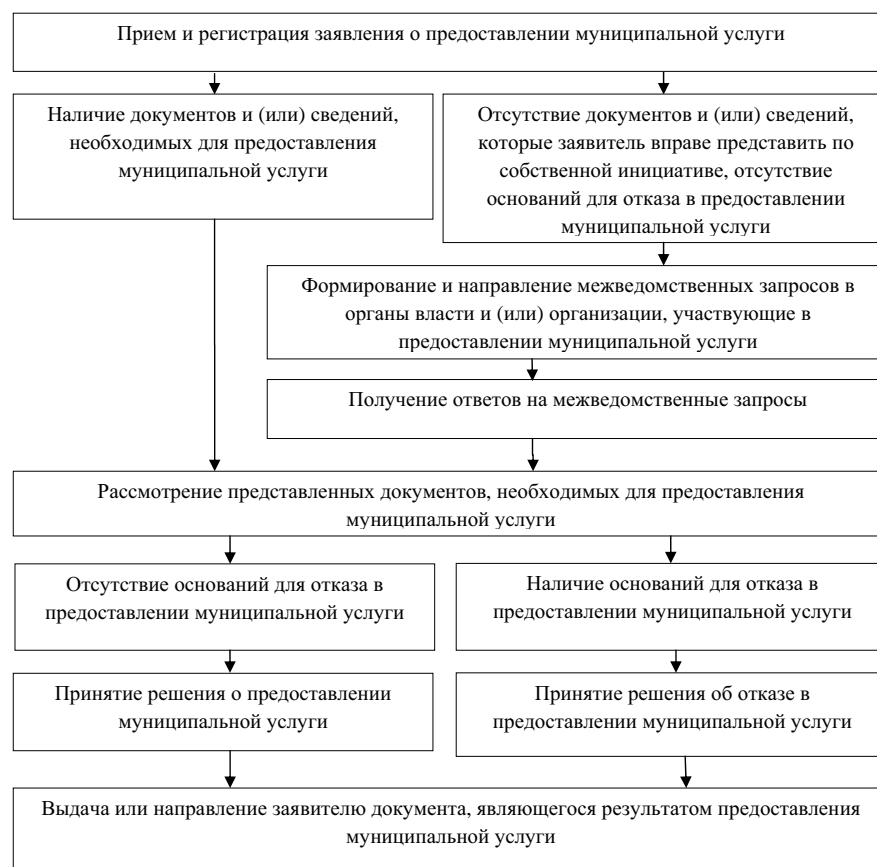 Прием и регистрация заявления о предоставлении муниципальной услуги
Наличие документов и (или) сведений,
необходимых для предоставления
муниципальной услуги
Отсутствие документов и (или) сведений,
которые заявитель вправе представить по
собственной инициативе, отсутствие
оснований для отказа в предоставлении
муниципальной услуги
Формирование и направление межведомственных запросов в
органы власти и (или) организации, участвующие в
предоставлении муниципальной услуги
Получение ответов на межведомственные запросы
Рассмотрение представленных документов, необходимых для предоставления
муниципальной услуги
Отсутствие оснований для отказа в
предоставлении муниципальной услуги
Наличие оснований для отказа в
предоставлении муниципальной услуги
Принятие решения о предоставлении
муниципальной услуги
Принятие решения об отказе в
предоставлении муниципальной услуги
Выдача или направление заявителю документа, являющегося результатом предоставления
муниципальной услуги